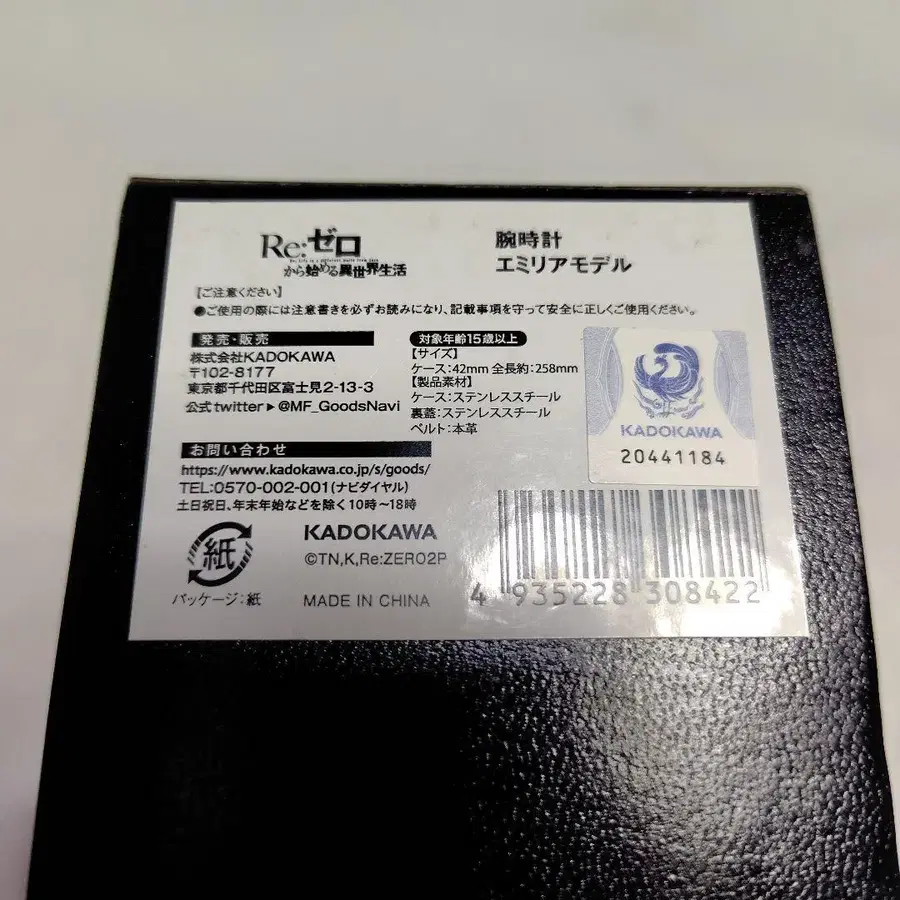 Re:ゼロ
Re: Life in a different world from zero
から始める異世界生活
腕時計
エミリアモデル
【ご注意ください】
●ご使用の際には注意書きを必ずお読みになり、記載事項を守って安全に正しくご使用ください。
発売・販売
株式会社KADOKAWA
〒102-8177
東京都千代田区富士見2-13-3
公式twitter▶@MF_GoodsNavi
お問い合わせ
https://www.kadokawa.co.jp/s/goods/
TEL:0570-002-001(ナビダイヤル)
土日祝日、年末年始などを除く10時〜18時
対象年齢15歳以上
【サイズ】
ケース:42mm 全長約:258mm
【製品素材】
ケース:ステンレススチール
裏蓋:ステンレススチール
ベルト:本革
KADOKAWA
20441184
紙
パッケージ:紙
KADOKAWA
©TN,K,Re:ZERO2P
MADE IN CHINA
4 935228 308422